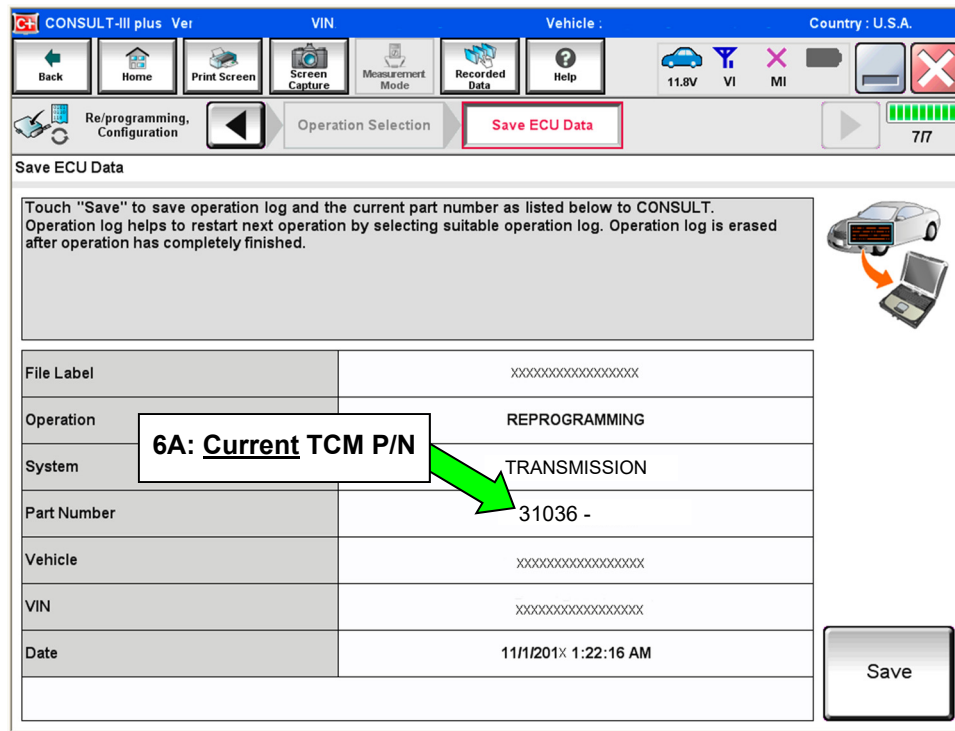 C+ CONSULT-III plus Ver VIN Vehicle : Country : U.S.A.
Back Home Print Screen Screen Capture Measurement Mode Recorded Data Help 11.8V VI MI
Re/programming, Configuration Operation Selection Save ECU Data 7/7
Save ECU Data
Touch "Save" to save operation log and the current part number as listed below to CONSULT.
Operation log helps to restart next operation by selecting suitable operation log. Operation log is erased
after operation has completely finished.
File Label XXXXXXXXXXXXXXXXXX
Operation REPROGRAMMING
6A: Current TCM P/N
System TRANSMISSION
Part Number 31036 -
Vehicle XXXXXXXXXXXXXXXXXX
VIN XXXXXXXXXXXXXXXXXX
Date 11/1/201X 1:22:16 AM
Save